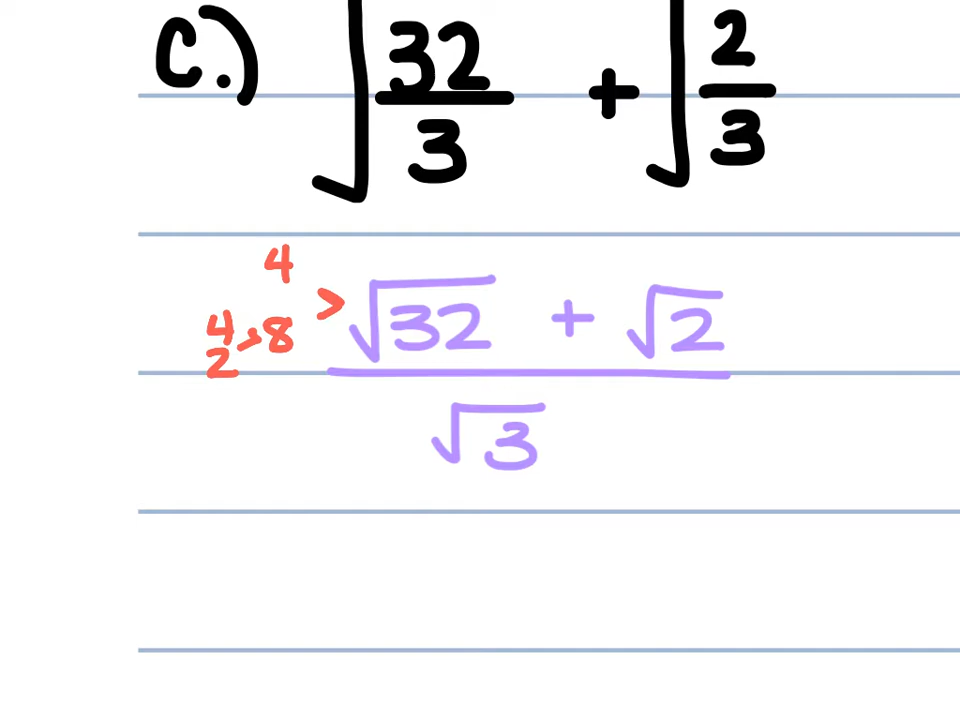 C.) √32/3 + √2/3
4
4 > √32 + √2
2 > 8
√3